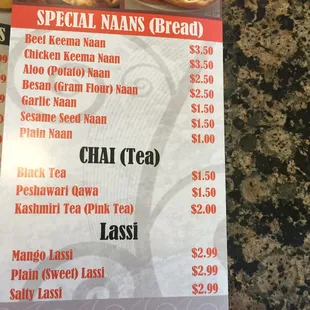 SPECIAL NAANS (Bread)
Beef Keema Naan $3.50
Chicken Keema Naan $3.50
Aloo (Potato) Naan $2.50
Besan (Gram Flour) Naan $2.50
Garlic Naan $1.50
Sesame Seed Naan $1.50
Plain Naan $1.00
CHAI (Tea)
Black Tea $1.50
Peshawari Qawa $1.50
Kashmiri Tea (Pink Tea) $2.00
Lassi
Mango Lassi $2.99
Plain (Sweet) Lassi $2.99
Salty Lassi $2.99